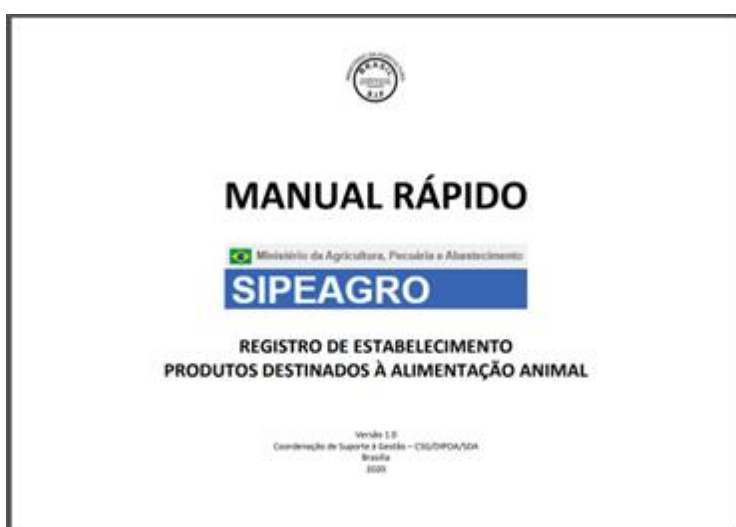 BRASIL
S.I.F.
MANUAL RÁPIDO
Ministério da Agricultura, Pecuária e Abastecimento
SIPEAGRO
REGISTRO DE ESTABELECIMENTO
PRODUTOS DESTINADOS À ALIMENTAÇÃO ANIMAL
Versão 1.0
Coordenação de Suporte à Gestão – CSG/DIPOA/SDA
Brasília
2020